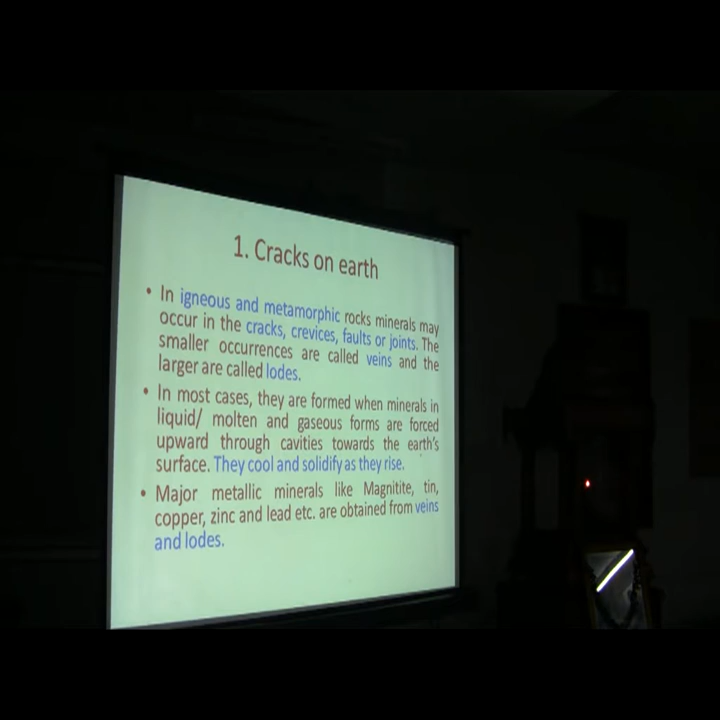 1. Cracks on earth
• In igneous and metamorphic rocks minerals may
occur in the cracks, crevices, faults or joints. The
smaller occurrences are called veins and the
larger are called lodes.
• In most cases, they are formed when minerals in
liquid/ molten and gaseous forms are forced
upward through cavities towards the earth's
surface. They cool and solidify as they rise.
• Major metallic minerals like Magnitite, tin,
copper, zinc and lead etc. are obtained from veins
and lodes.